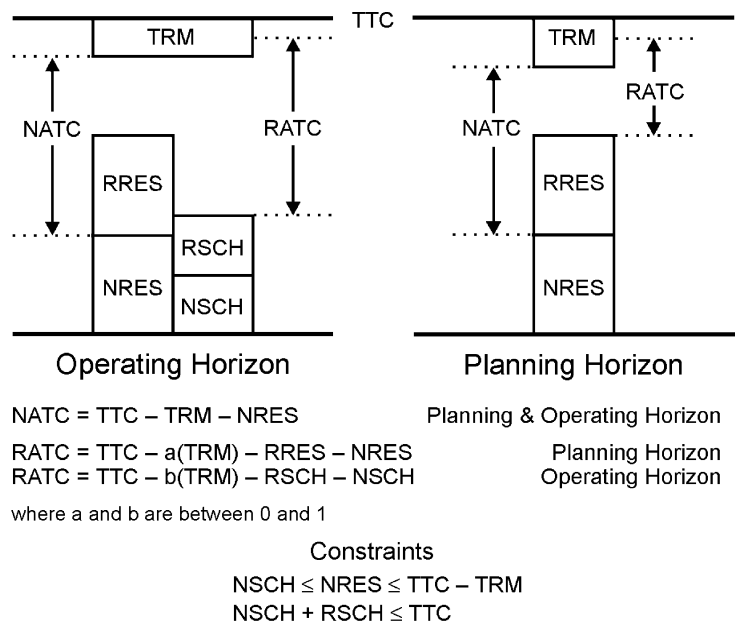 TRM
TTC
TRM
NATC
RATC
NATC
RATC
RRES
RRES
RSCH
NRES
NSCH
NRES
Operating Horizon
Planning Horizon
NATC = TTC – TRM – NRES Planning & Operating Horizon
RATC = TTC – a(TRM) – RRES – NRES Planning Horizon
RATC = TTC – b(TRM) – RSCH – NSCH Operating Horizon
where a and b are between 0 and 1
Constraints
NSCH ≤ NRES ≤ TTC – TRM
NSCH + RSCH ≤ TTC